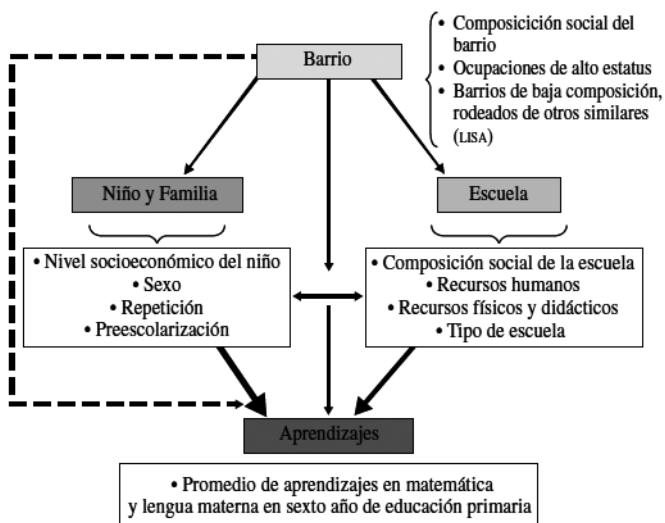 Barrio
• Composicición social del
barrio
• Ocupaciones de alto estatus
• Barrios de baja composición,
rodeados de otros similares
(LISA)
Niño y Familia
Escuela
• Nivel socioeconómico del niño
• Sexo
• Repetición
• Preescolarización
• Composición social de la escuela
• Recursos humanos
• Recursos físicos y didácticos
• Tipo de escuela
Aprendizajes
• Promedio de aprendizajes en matemática
y lengua materna en sexto año de educación primaria